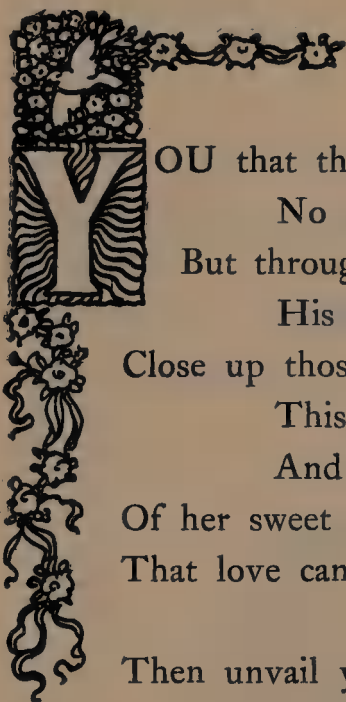 YOU that th
No
But throug
His
Close up thos
This
And
Of her sweet
That love can
Then unvail y